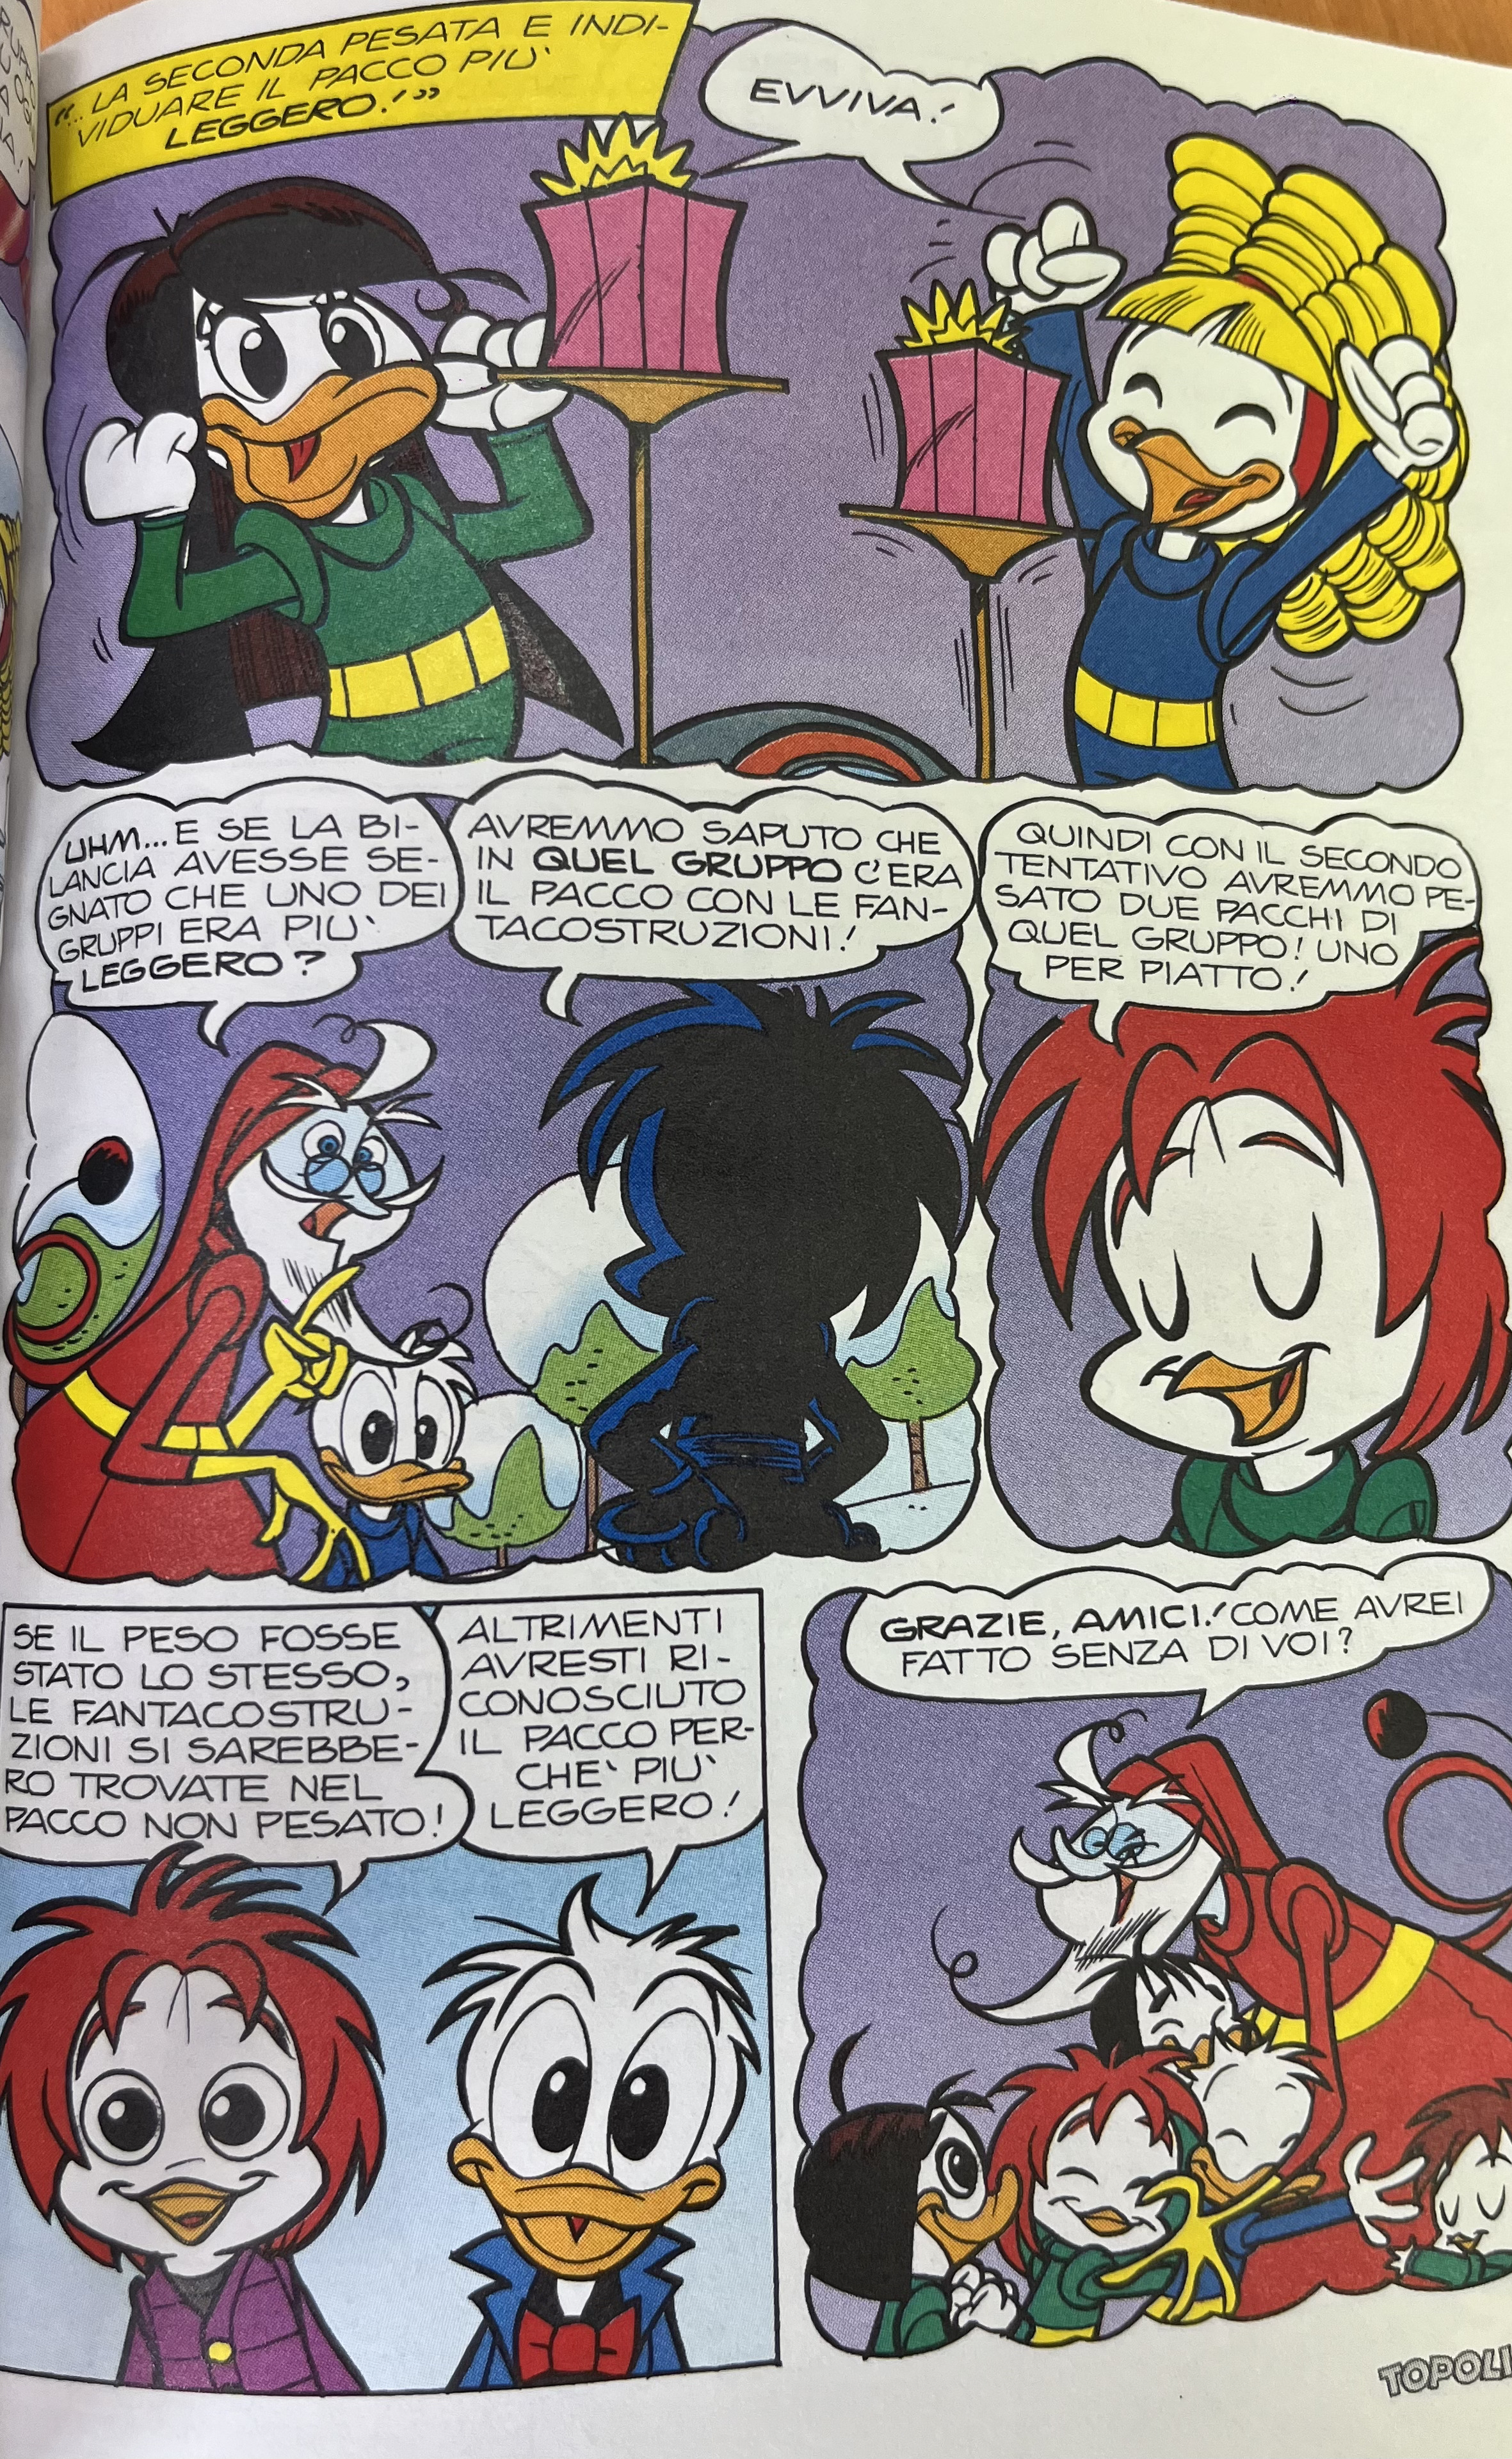 “... LA SECONDA PESATA E INDI-
VIDUARE IL PACCO PIU`
LEGGERO!”
EVVIVA!
UHM... E SE LA BI-
LANCIA AVESSE SE-
GNATO CHE UNO DEI
GRUPPI ERA PIU`
LEGGERO?
AVREMMO SAPUTO CHE
IN QUEL GRUPPO C'ERA
IL PACCO CON LE FAN-
TACOSTRUZIONI!
QUINDI CON IL SECONDO
TENTATIVO AVREMMO PE-
SATO DUE PACCHI DI
QUEL GRUPPO! UNO
PER PIATTO!
SE IL PESO FOSSE
STATO LO STESSO,
LE FANTACOSTRU-
ZIONI SI SAREBBE-
RO TROVATE NEL
PACCO NON PESATO!
ALTRIMENTI
AVRESTI RI-
CONOSCIUTO
IL PACCO PER-
CHE` PIU`
LEGGERO!
GRAZIE, AMICI! COME AVREI
FATTO SENZA DI VOI?
TOPOLI